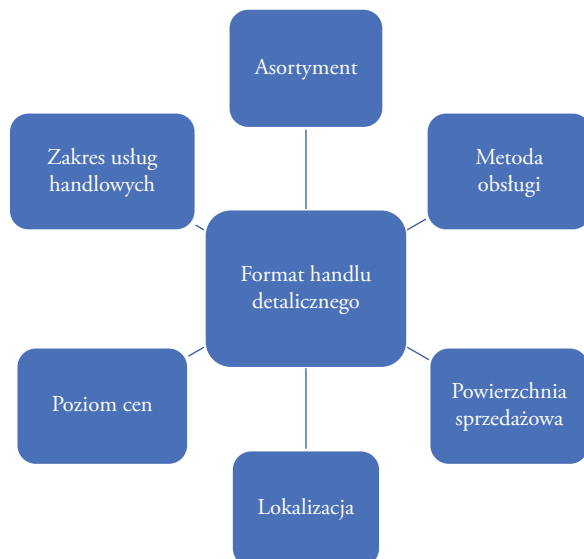 Asortyment
Zakres usług
handlowych
Metoda
obsługi
Format handlu
detalicznego
Poziom cen
Powierzchnia
sprzedażowa
Lokalizacja